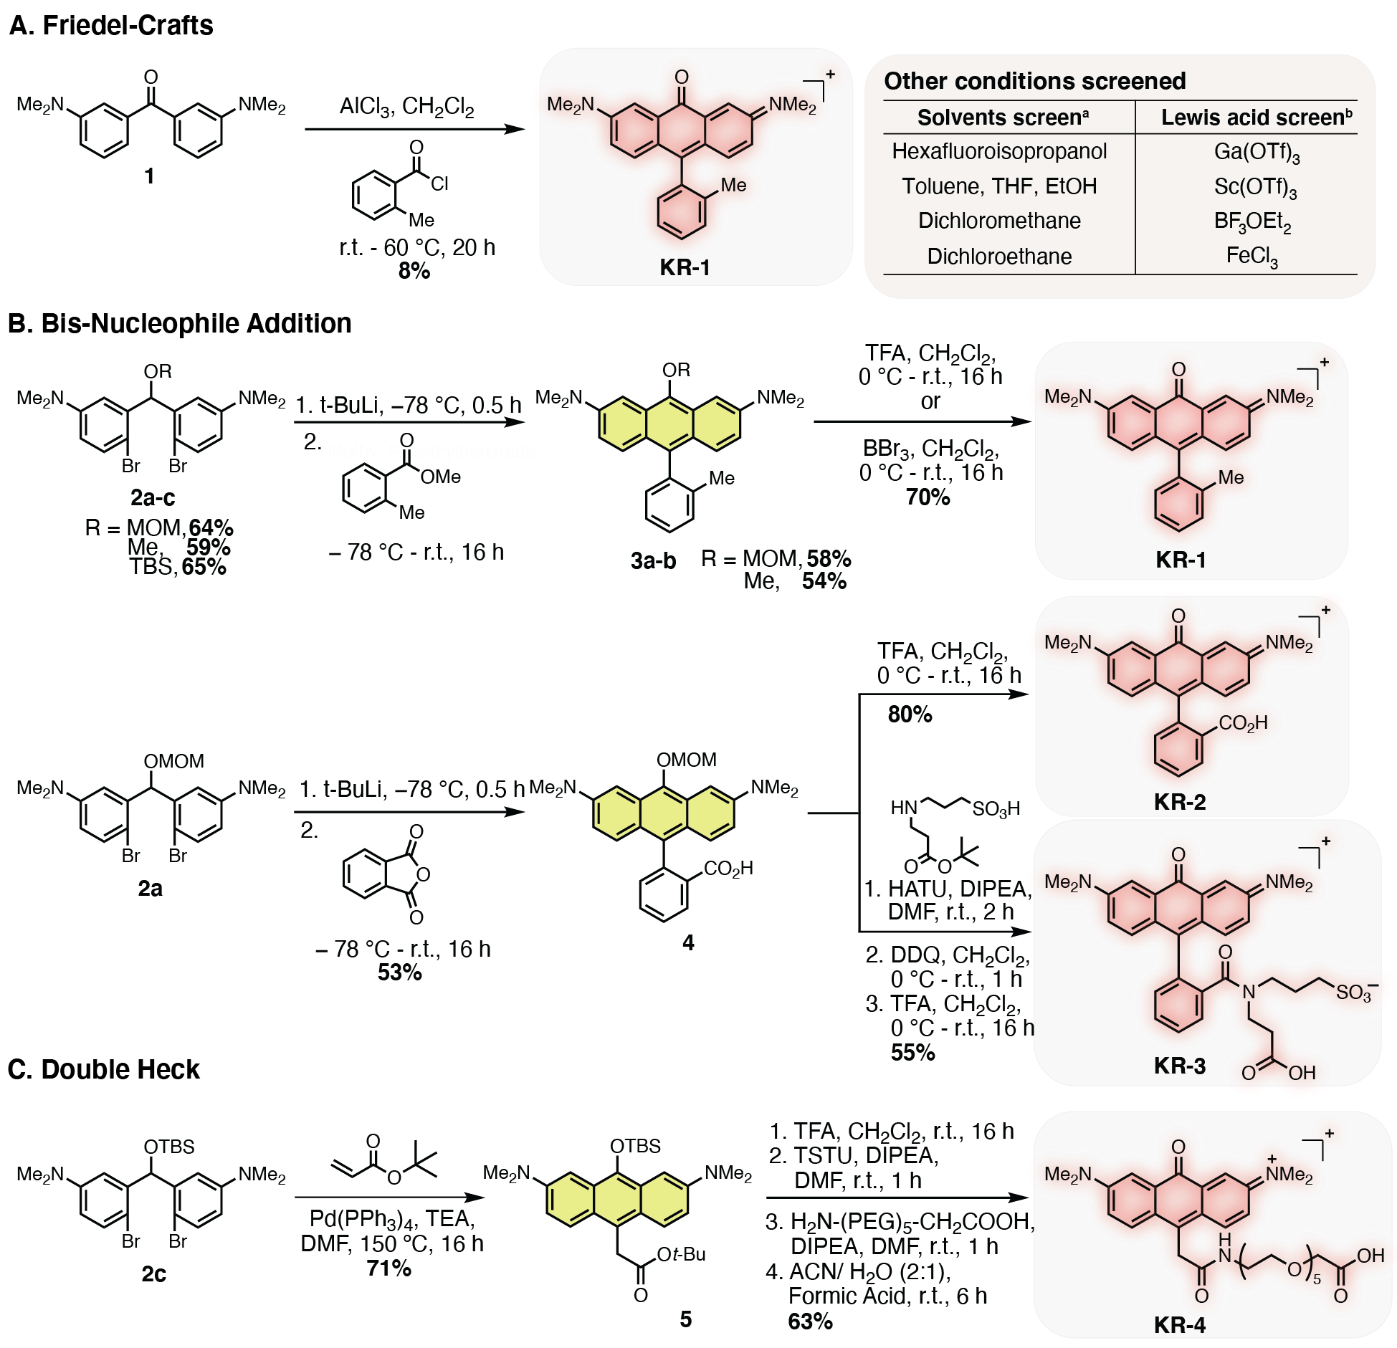 A. Friedel-Crafts
Me₂N
O
NMe₂
1
AlCl₃, CH₂Cl₂
O
Cl
Me
r.t. - 60 °C, 20 h
8%
Me₂N
O
NMe₂
+
Me
KR-1
Other conditions screened
Solvents screenᵃ
Lewis acid screenᵇ
Hexafluoroisopropanol
Ga(OTf)₃
Toluene, THF, EtOH
Sc(OTf)₃
Dichloromethane
BF₃OEt₂
Dichloroethane
FeCl₃
B. Bis-Nucleophile Addition
OR
Me₂N
NMe₂
Br
Br
2a-c
R = MOM, 64%
Me, 59%
TBS, 65%
1. t-BuLi, –78 °C, 0.5 h
2.
O
OMe
Me
– 78 °C - r.t., 16 h
OR
Me₂N
NMe₂
Me
3a-b
R = MOM, 58%
Me, 54%
TFA, CH₂Cl₂,
0 °C - r.t., 16 h
or
BBr₃, CH₂Cl₂,
0 °C - r.t., 16 h
70%
O
+
Me₂N
NMe₂
Me
KR-1
OMOM
Me₂N
NMe₂
Br
Br
2a
1. t-BuLi, –78 °C, 0.5 h
2.
O
O
O
– 78 °C - r.t., 16 h
53%
OMOM
Me₂N
NMe₂
CO₂H
4
TFA, CH₂Cl₂,
0 °C - r.t., 16 h
80%
O
+
Me₂N
NMe₂
CO₂H
KR-2
HN
SO₃H
O
O
1. HATU, DIPEA,
DMF, r.t., 2 h
2. DDQ, CH₂Cl₂,
0 °C - r.t., 1 h
3. TFA, CH₂Cl₂,
0 °C - r.t., 16 h
55%
O
+
Me₂N
NMe₂
O
N
SO₃⁻
O
OH
KR-3
C. Double Heck
OTBS
Me₂N
NMe₂
Br
Br
2c
O
O
Pd(PPh₃)₄, TEA,
DMF, 150 °C, 16 h
71%
OTBS
Me₂N
NMe₂
Ot-Bu
O
5
1. TFA, CH₂Cl₂, r.t., 16 h
2. TSTU, DIPEA,
DMF, r.t., 1 h
3. H₂N-(PEG)₅-CH₂COOH,
DIPEA, DMF, r.t., 1 h
4. ACN/ H₂O (2:1),
Formic Acid, r.t., 6 h
63%
O
+
+
Me₂N
NMe₂
H
N
O
O
5
OH
O
KR-4